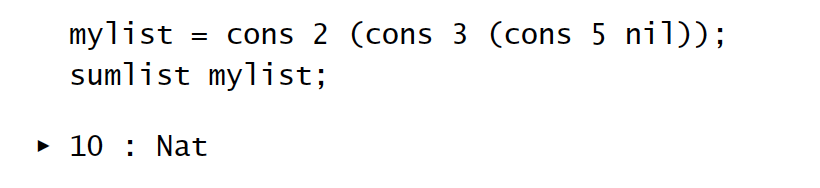 mylist = cons 2 (cons 3 (cons 5 nil));
sumlist mylist;
▸ 10 : Nat